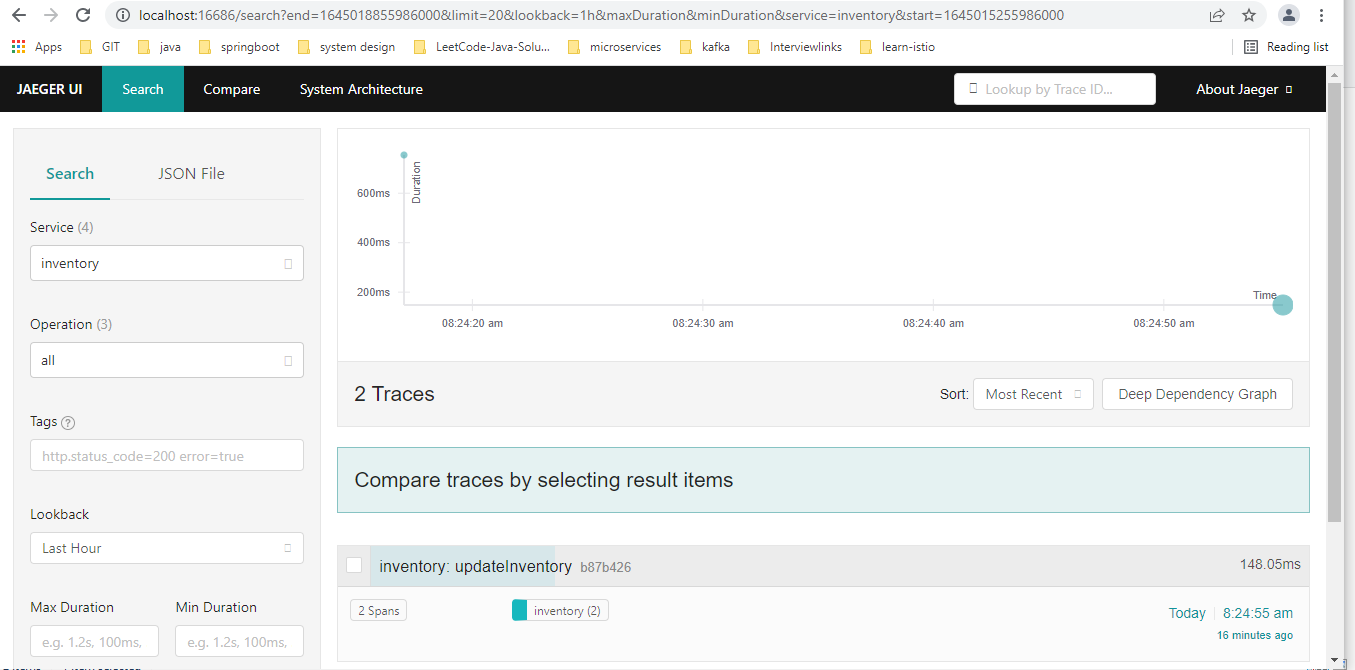 localhost:16686/search?end=1645018855986000&limit=20&lookback=1h&maxDuration&minDuration&service=inventory&start=1645015255986000
Apps GIT java springboot system design LeetCode-Java-Solu... microservices kafka Interviewlinks learn-istio Reading list
JAEGER UI Search Compare System Architecture Lookup by Trace ID... About Jaeger
Search JSON File
Service (4)
inventory
Operation (3)
all
Tags ?
http.status_code=200 error=true
Lookback
Last Hour
Max Duration Min Duration
e.g. 1.2s, 100ms, e.g. 1.2s, 100ms,
Duration
600ms
400ms
200ms
Time
08:24:20 am 08:24:30 am 08:24:40 am 08:24:50 am
2 Traces Sort: Most Recent Deep Dependency Graph
Compare traces by selecting result items
inventory: updateInventory b87b426 148.05ms
2 Spans inventory (2) Today 8:24:55 am
16 minutes ago